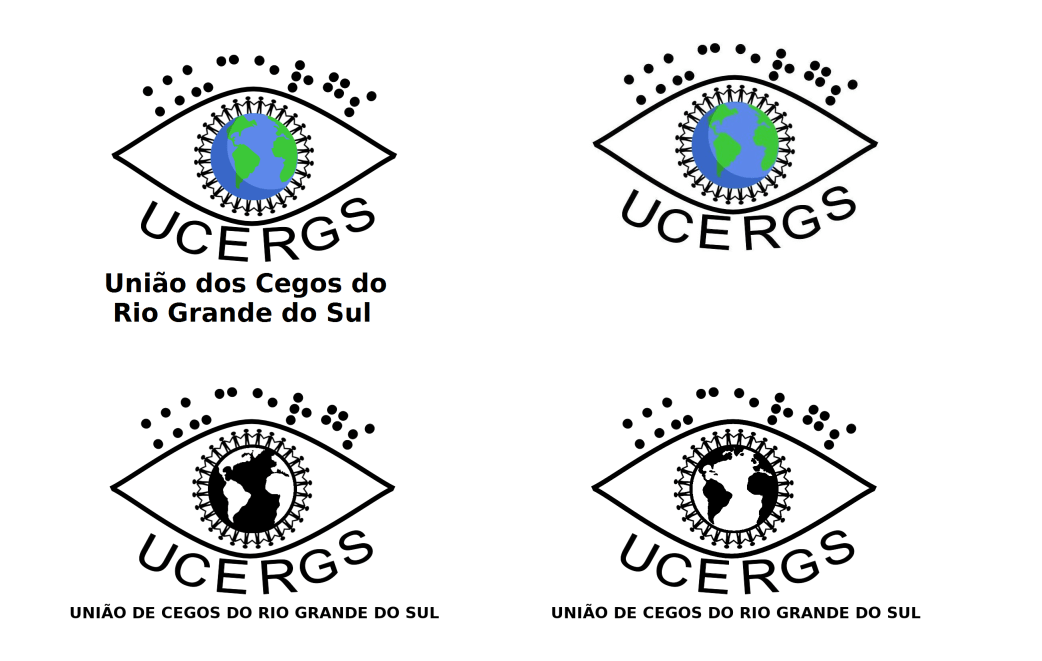 UCERGS
União dos Cegos do
Rio Grande do Sul
UCERGS
UCERGS
UNIÃO DE CEGOS DO RIO GRANDE DO SUL
UCERGS
UNIÃO DE CEGOS DO RIO GRANDE DO SUL